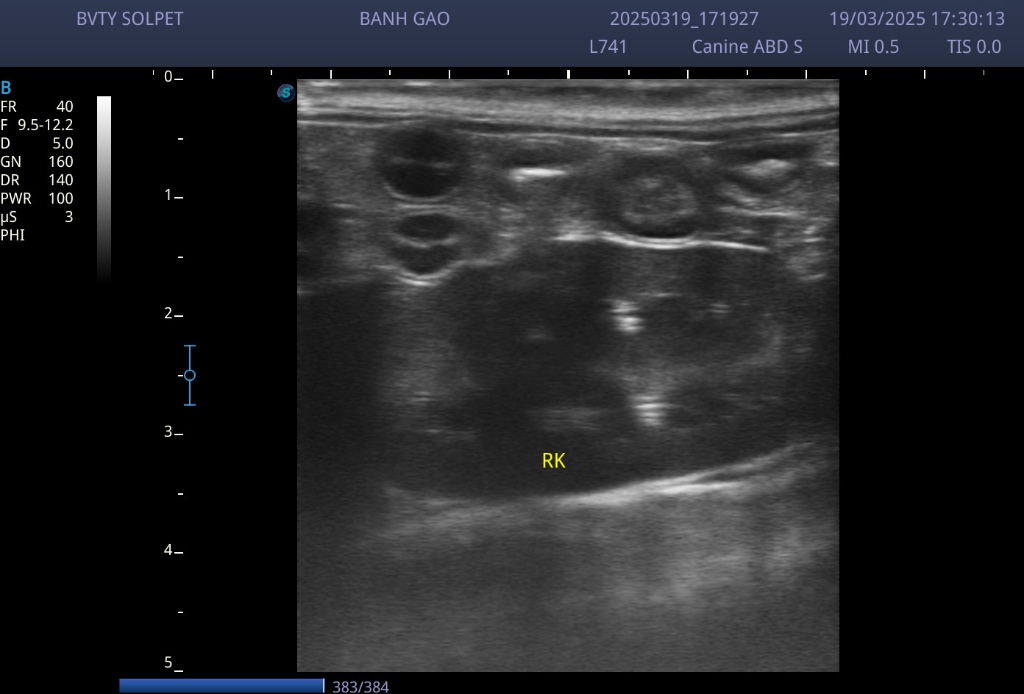 BVTY SOLPET BANH GAO 20250319_171927 19/03/2025 17:30:13
L741 Canine ABD S MI 0.5 TIS 0.0
B
FR 40
F 9.5-12.2
D 5.0
GN 160
DR 140
PWR 100
µS 3
PHI
0
1
2
3
4
5
S
RK
383/384